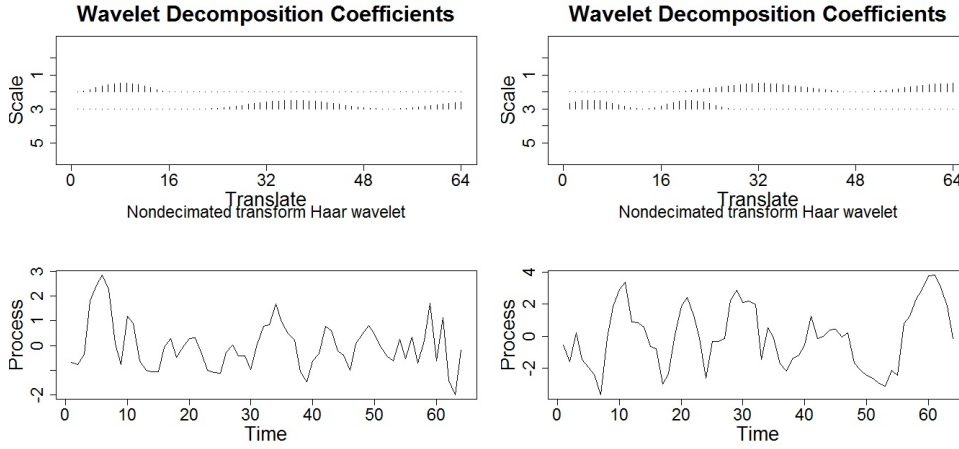 Wavelet Decomposition Coefficients
Scale
1
3
5
0 16 32 48 64
Translate
Nondecimated transform Haar wavelet
Wavelet Decomposition Coefficients
Scale
1
3
5
0 16 32 48 64
Translate
Nondecimated transform Haar wavelet
Process
3
2
1
0
-2
0 10 20 30 40 50 60
Time
Process
4
2
0
-2
0 10 20 30 40 50 60
Time